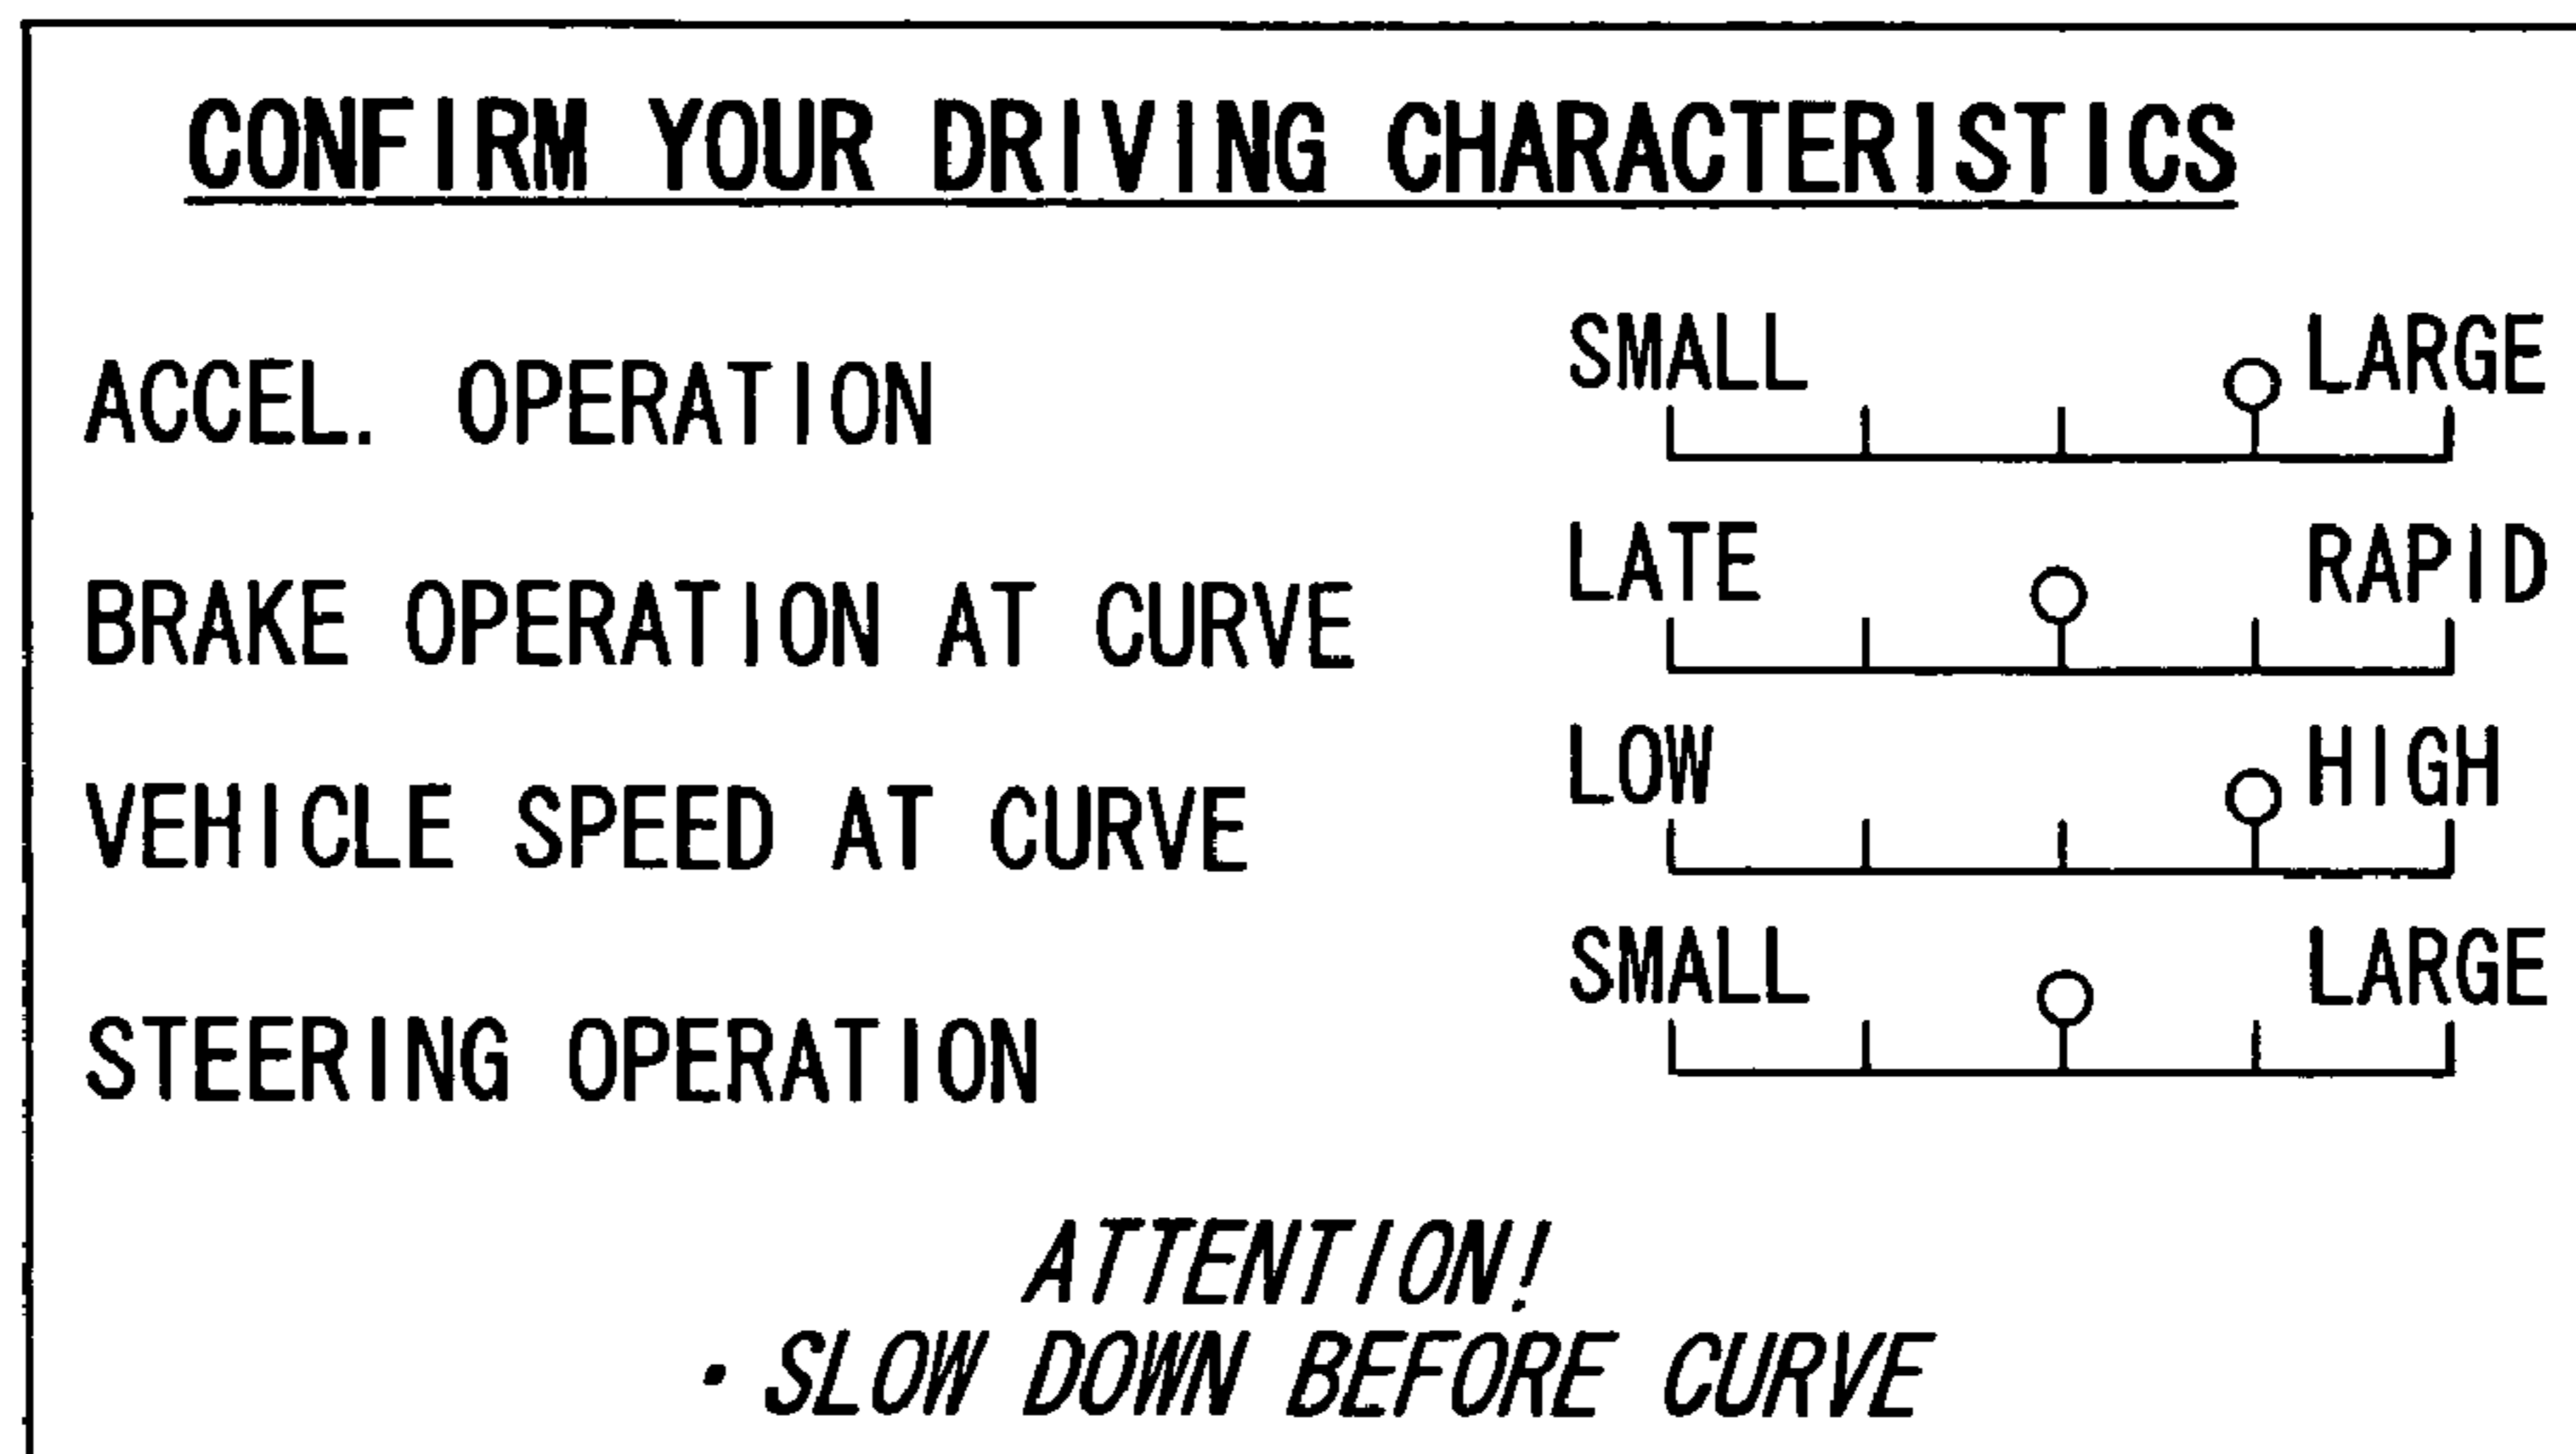 CONFIRM YOUR DRIVING CHARACTERISTICS
ACCEL. OPERATION SMALL LARGE
BRAKE OPERATION AT CURVE LATE RAPID
VEHICLE SPEED AT CURVE LOW HIGH
STEERING OPERATION SMALL LARGE
ATTENTION!
・SLOW DOWN BEFORE CURVE